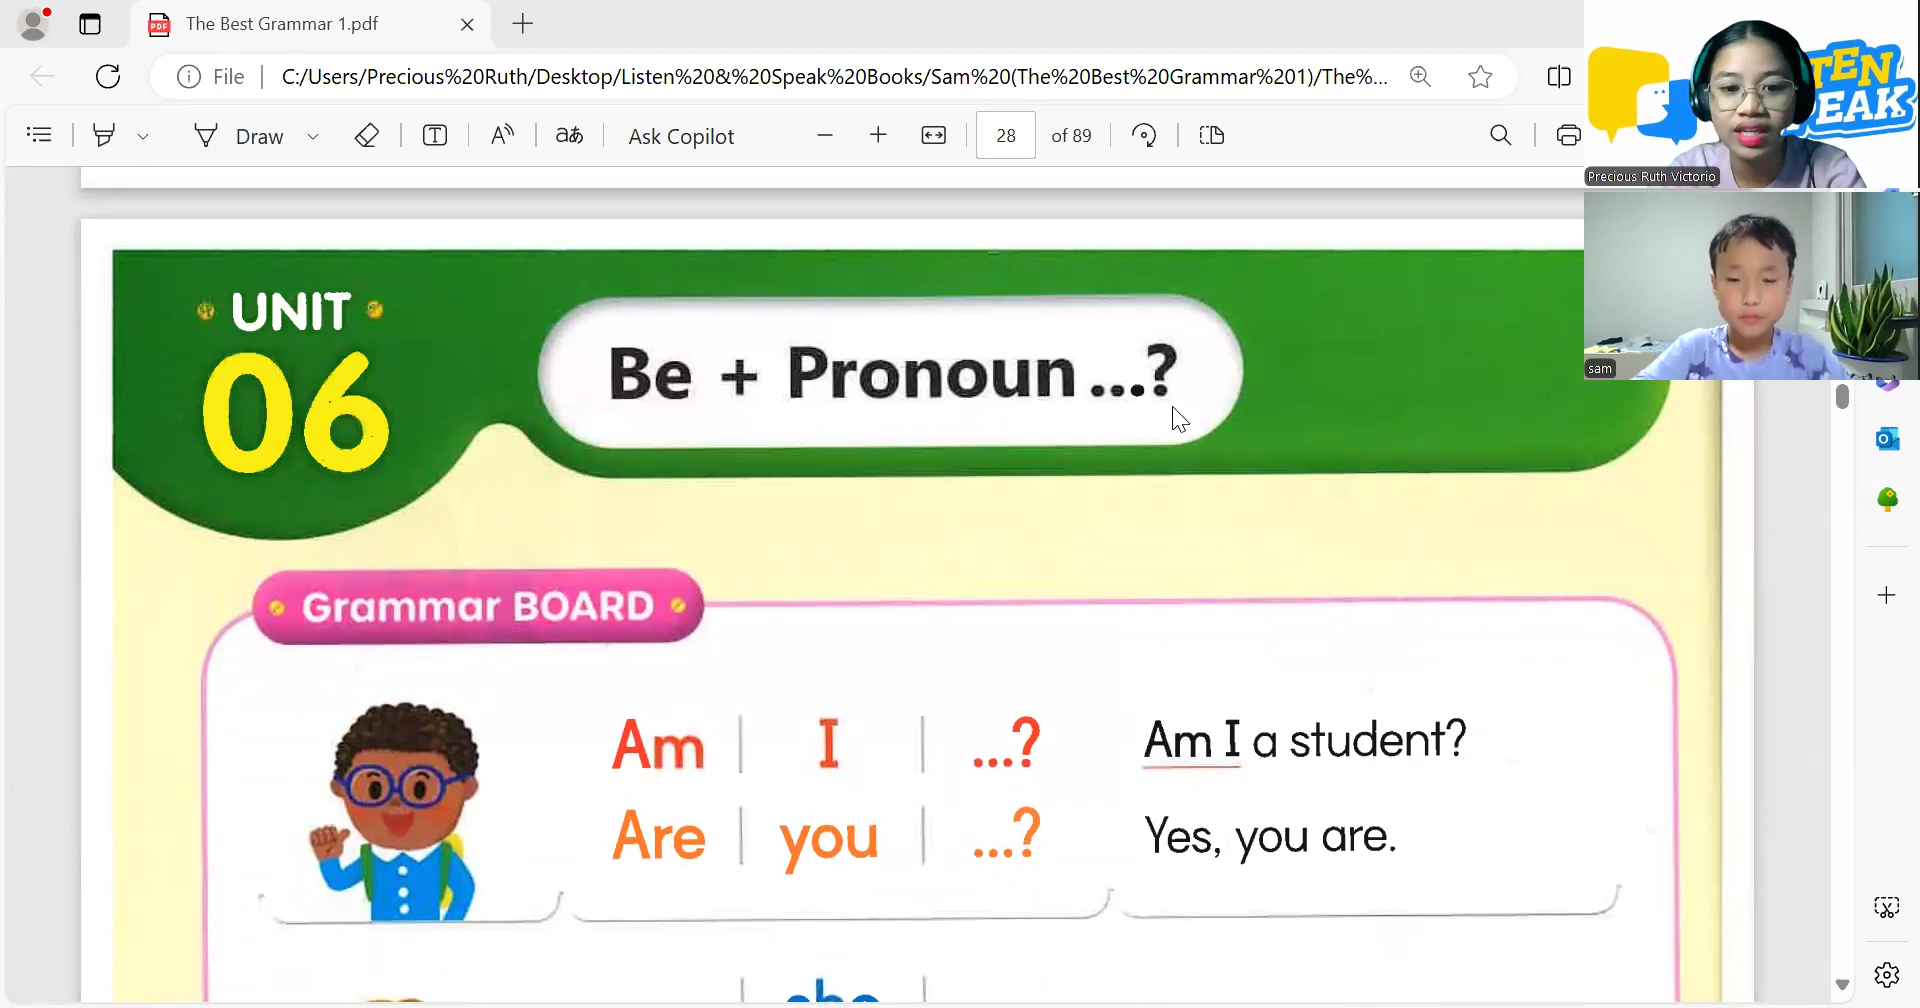 The Best Grammar 1.pdf
File
C:/Users/Precious%20Ruth/Desktop/Listen%20&%20Speak%20Books/Sam%20(The%20Best%20Grammar%201)/The%...
Draw
Ask Copilot
28 of 89
TEN
PEAK
Precious Ruth Victorio
sam
UNIT
06
Be + Pronoun ...?
Grammar BOARD
Am I ...? Am I a student?
Are you ...? Yes, you are.